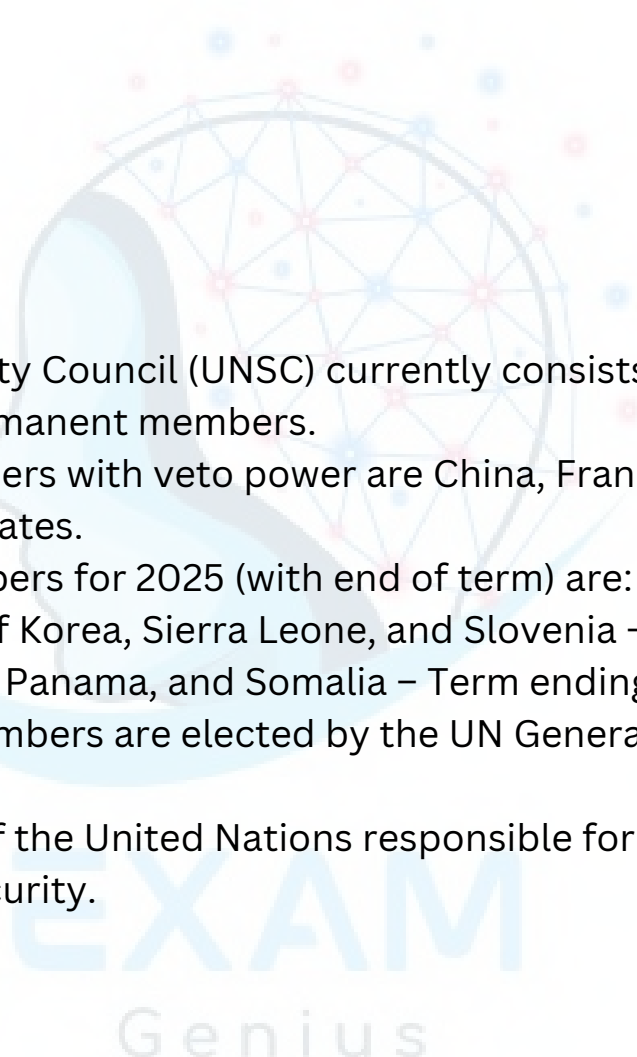 ty Council (UNSC) currently consists
manent members.
ers with veto power are China, Fran
ates.
bers for 2025 (with end of term) are:
f Korea, Sierra Leone, and Slovenia –
Panama, and Somalia – Term ending
mbers are elected by the UN Genera
f the United Nations responsible for
curity.
EXAM
Genius